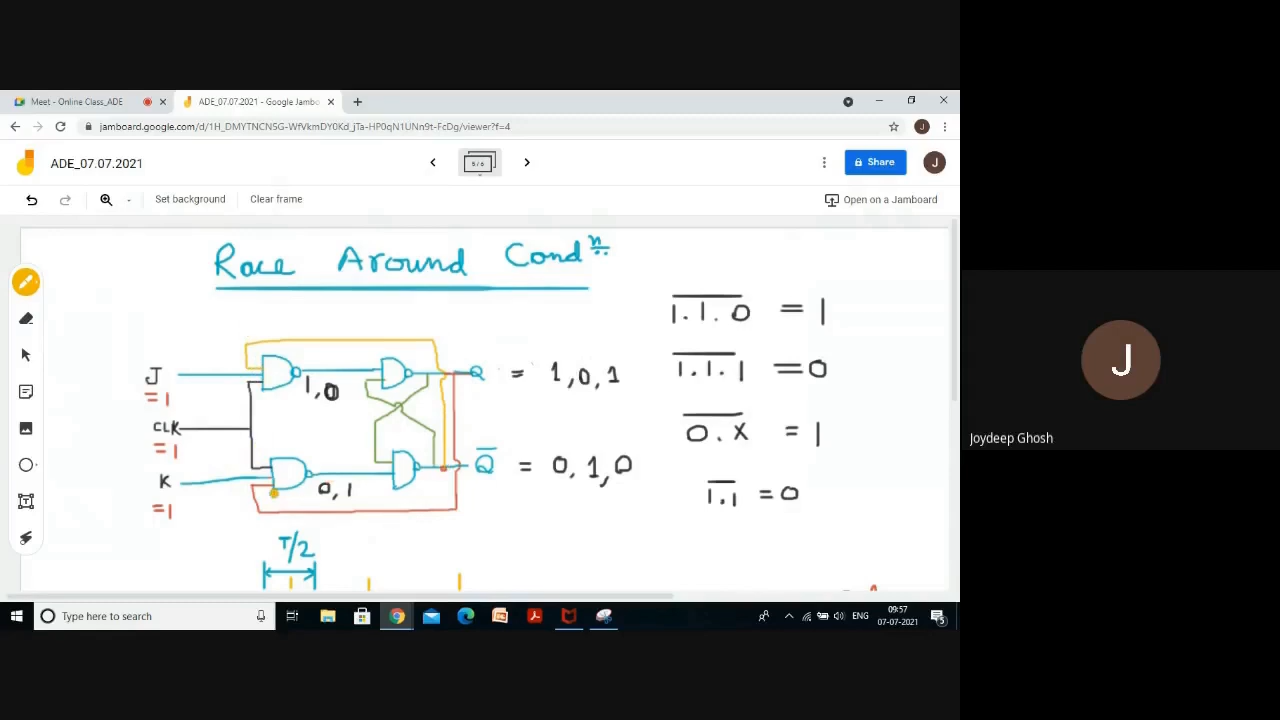 Meet - Online Class_ADE
ADE_07.07.2021 - Google Jambo
jamboard.google.com/d/1H_DMYTNCNSG-WfVkmDY0Kd_jTa-HP0qN1UNn9t-FcDg/viewer?f=4
ADE_07.07.2021
5 / 6
Share
J
Set background
Clear frame
Open on a Jamboard
Race Around Condⁿ
J
=1
CLK
=1
K
=1
1,0
0,1
Q = 1,0,1
Q̅ = 0,1,0
T/2
1.1.0 = 1
1.1.1 = 0
0.X = 1
1.1 = 0
J
Joydeep Ghosh
Type here to search
ENG
09:57
07-07-2021
5